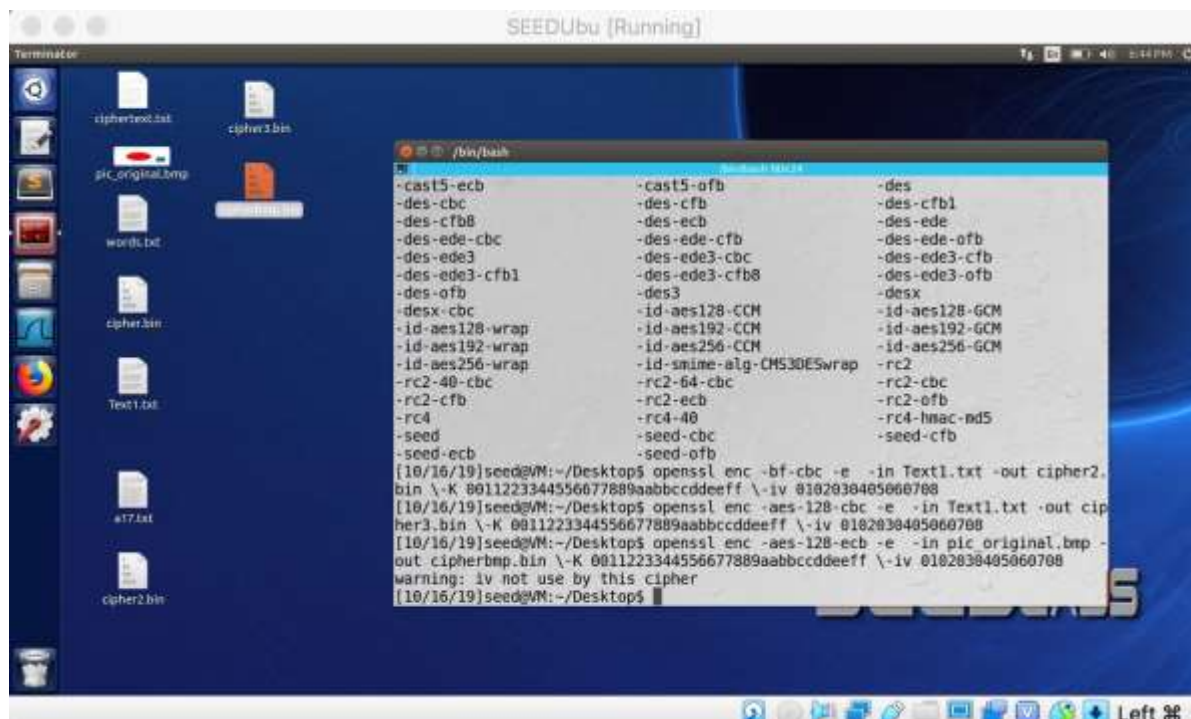 SEEDUbu [Running]
Terminator
ciphertext.txt
cipher3.bin
pic_original.bmp
words.txt
cipher.bin
Text1.txt
a17.txt
cipher2.bin
/bin/bash
-cast5-ecb -cast5-ofb -des
-des-cbc -des-cfb -des-cfb1
-des-cfb8 -des-ecb -des-ede
-des-ede-cbc -des-ede-cfb -des-ede-ofb
-des-ede3 -des-ede3-cbc -des-ede3-cfb
-des-ede3-cfb1 -des-ede3-cfb8 -des-ede3-ofb
-des-ofb -des3 -desx
-desx-cbc -id-aes128-CCM -id-aes128-GCM
-id-aes128-wrap -id-aes192-CCM -id-aes192-GCM
-id-aes192-wrap -id-aes256-CCM -id-aes256-GCM
-id-aes256-wrap -id-smime-alg-CMS3DESwrap -rc2
-rc2-40-cbc -rc2-64-cbc -rc2-cbc
-rc2-cfb -rc2-ecb -rc2-ofb
-rc4 -rc4-40 -rc4-hmac-md5
-seed -seed-cbc -seed-cfb
-seed-ecb -seed-ofb
[10/16/19]seed@VM:~/Desktop$ openssl enc -bf-cbc -e -in Text1.txt -out cipher2.
bin \-K 00112233445566778889aabbccddeeff \-iv 0102030405060708
[10/16/19]seed@VM:~/Desktop$ openssl enc -aes-128-cbc -e -in Text1.txt -out cip
her3.bin \-K 00112233445566778889aabbccddeeff \-iv 0102030405060708
[10/16/19]seed@VM:~/Desktop$ openssl enc -aes-128-ecb -e -in pic_original.bmp -
out cipherbmp.bin \-K 00112233445566778889aabbccddeeff \-iv 0102030405060708
warning: iv not use by this cipher
[10/16/19]seed@VM:~/Desktop$
Left ⌘